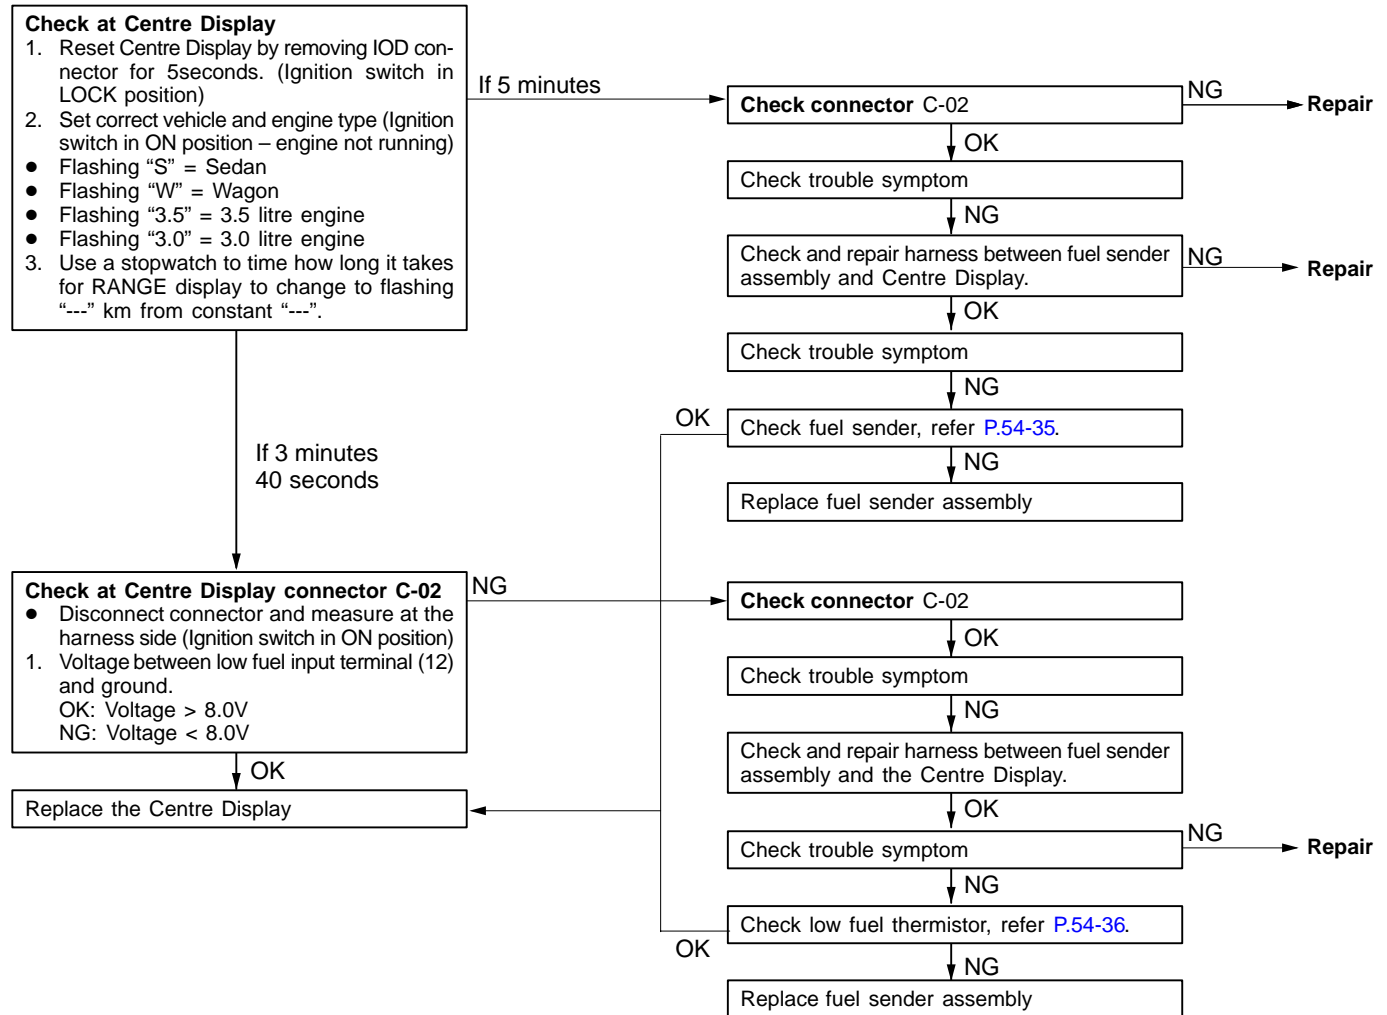 Check at Centre Display
1. Reset Centre Display by removing IOD con-
nector for 5seconds. (Ignition switch in
LOCK position)
2. Set correct vehicle and engine type (Ignition
switch in ON position – engine not running)
● Flashing “S” = Sedan
● Flashing “W” = Wagon
● Flashing “3.5” = 3.5 litre engine
● Flashing “3.0” = 3.0 litre engine
3. Use a stopwatch to time how long it takes
for RANGE display to change to flashing
“---” km from constant “---”.
If 5 minutes
Check connector C-02
NG
Repair
OK
Check trouble symptom
NG
Check and repair harness between fuel sender
assembly and Centre Display.
NG
Repair
OK
Check trouble symptom
NG
OK
Check fuel sender, refer P.54-35.
NG
Replace fuel sender assembly
If 3 minutes
40 seconds
Check at Centre Display connector C-02
● Disconnect connector and measure at the
harness side (Ignition switch in ON position)
1. Voltage between low fuel input terminal (12)
and ground.
OK: Voltage > 8.0V
NG: Voltage < 8.0V
OK
Replace the Centre Display
NG
Check connector C-02
OK
Check trouble symptom
NG
Check and repair harness between fuel sender
assembly and the Centre Display.
OK
Check trouble symptom
NG
Repair
NG
Check low fuel thermistor, refer P.54-36.
OK
NG
Replace fuel sender assembly